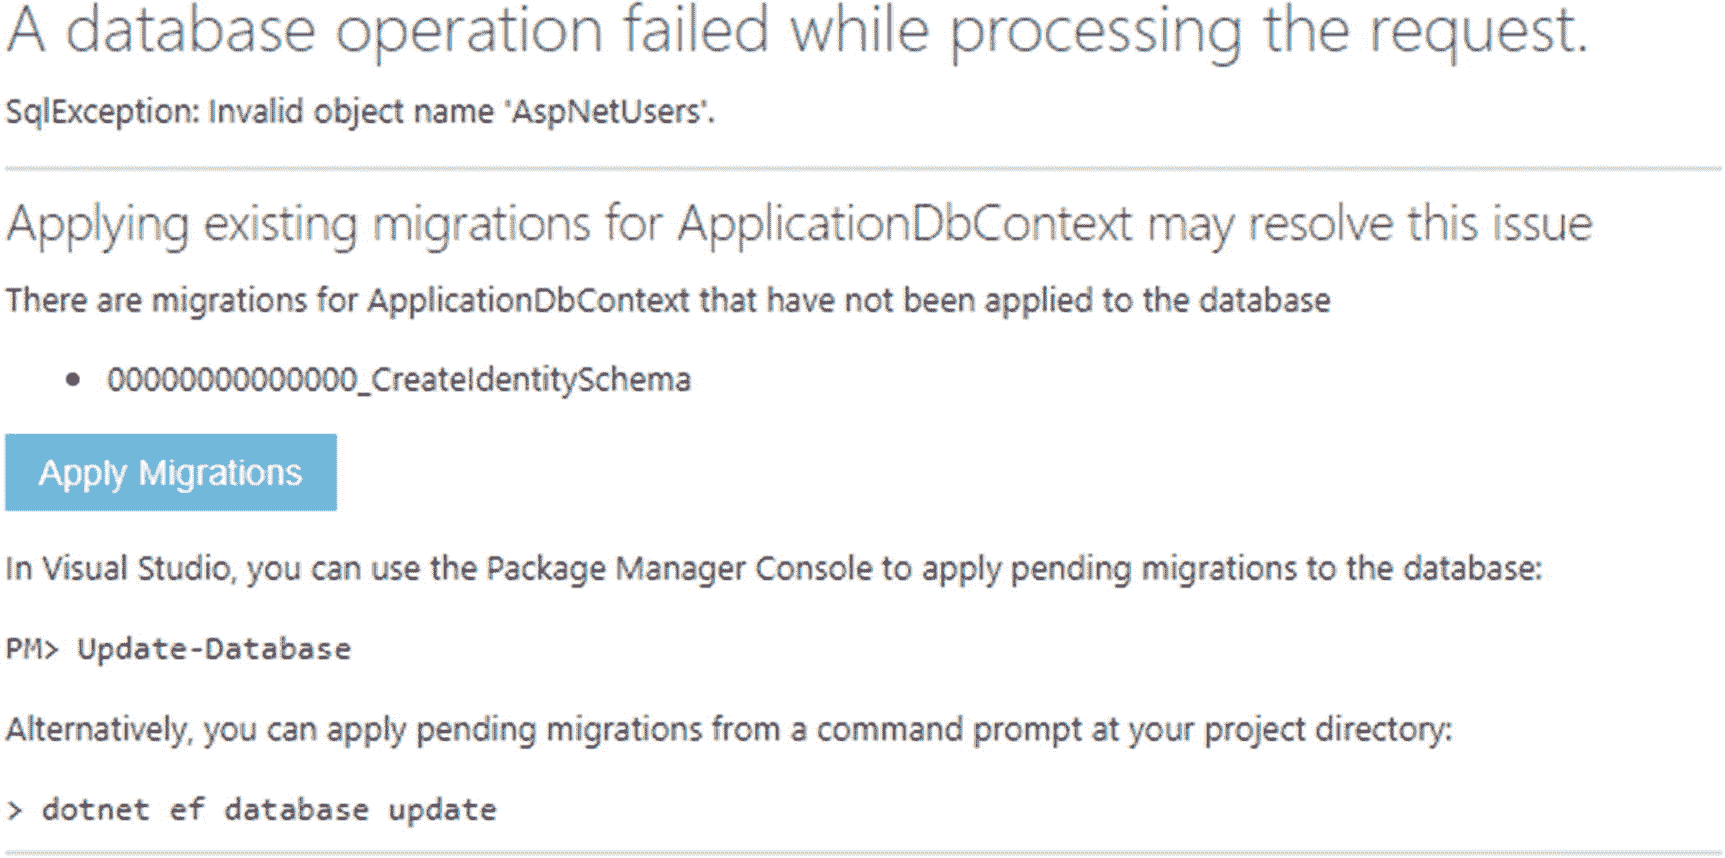 A database operation failed while processing the request.
SqlException: Invalid object name 'AspNetUsers'.
Applying existing migrations for ApplicationDbContext may resolve this issue
There are migrations for ApplicationDbContext that have not been applied to the database
• 00000000000000_CreateIdentitySchema
Apply Migrations
In Visual Studio, you can use the Package Manager Console to apply pending migrations to the database:
PM> Update-Database
Alternatively, you can apply pending migrations from a command prompt at your project directory:
> dotnet ef database update